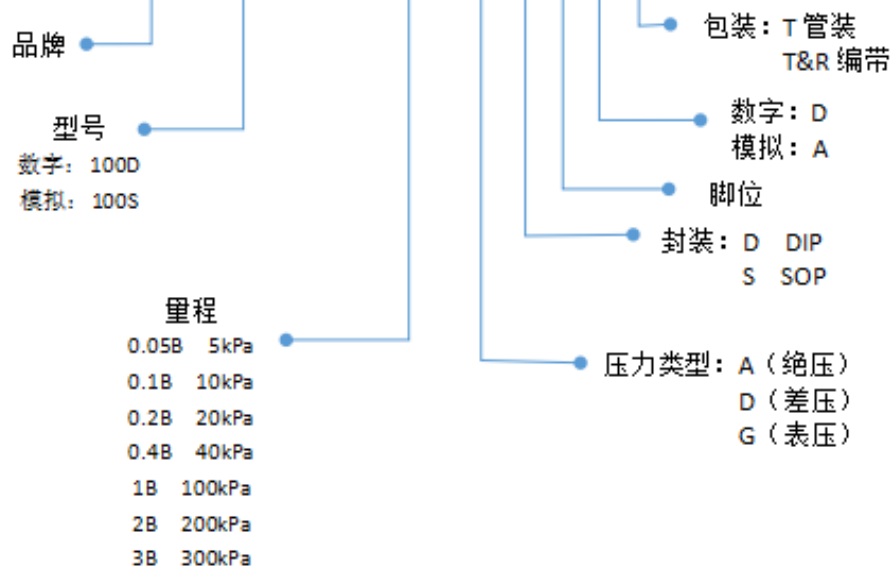 品牌
型号
数字：100D
模拟：100S
量程
0.05B 5kPa
0.1B 10kPa
0.2B 20kPa
0.4B 40kPa
1B 100kPa
2B 200kPa
3B 300kPa
包装：T 管装
T&R 编带
数字：D
模拟：A
脚位
封装：D DIP
S SOP
压力类型：A（绝压）
D（差压）
G（表压）